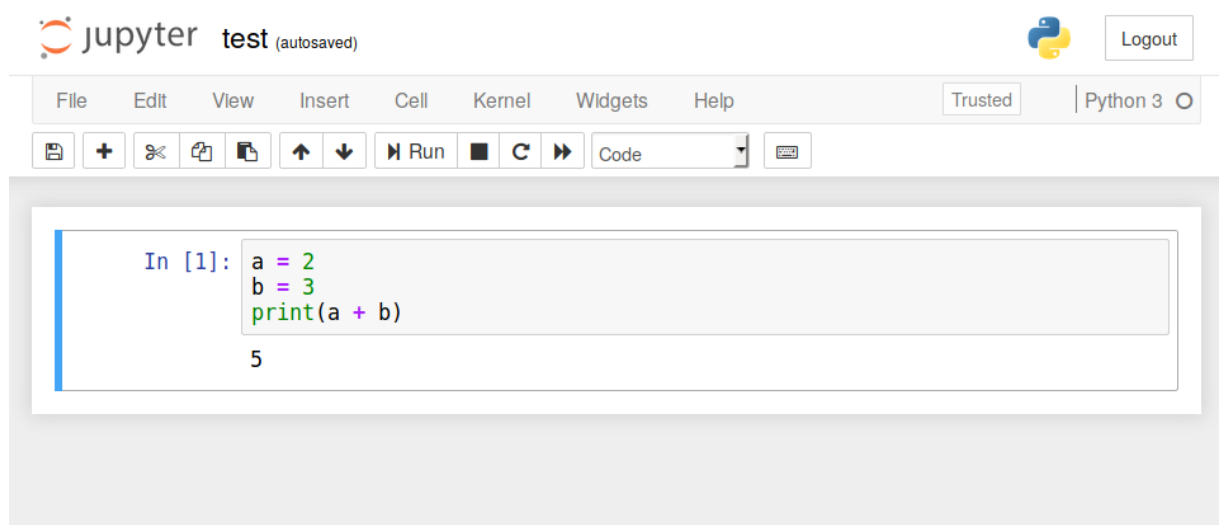 jupyter test (autosaved) Logout
File Edit View Insert Cell Kernel Widgets Help Trusted Python 3
Run Code
In [1]: a = 2
b = 3
print(a + b)
5